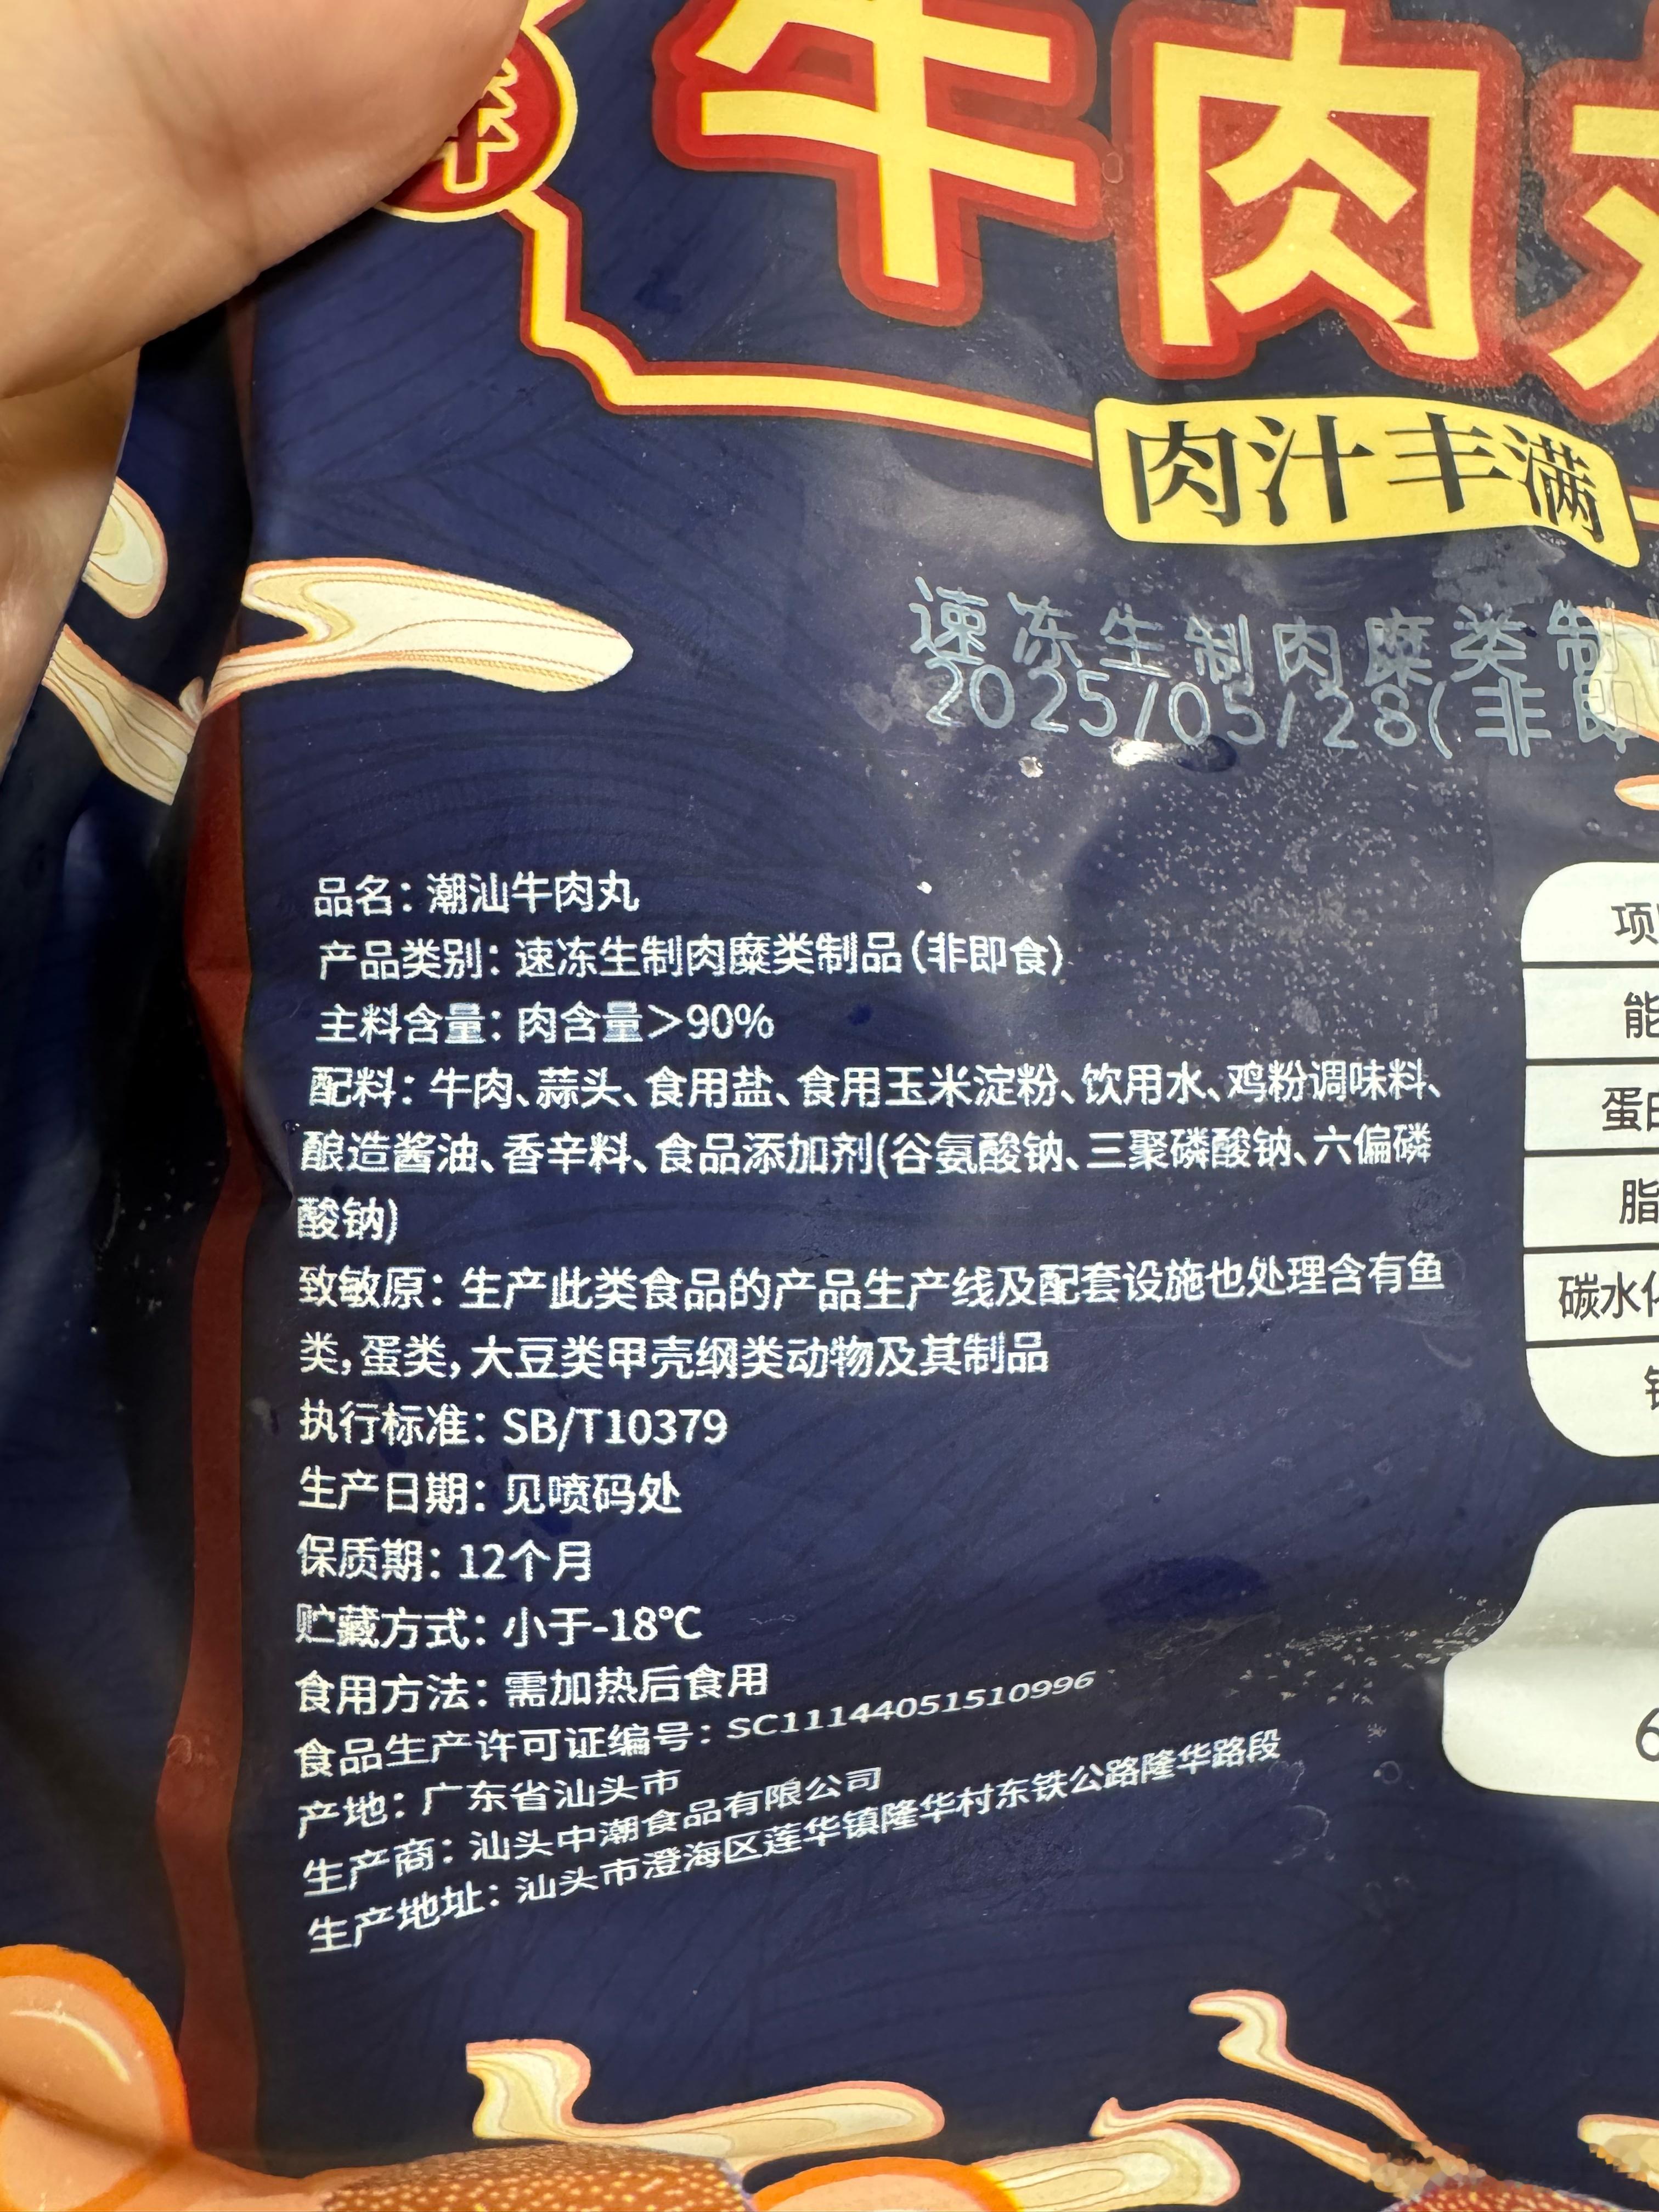 牛肉
肉汁丰满
速冻生制肉糜类制
2025/05/28(非即
品名：潮汕牛肉丸
产品类别：速冻生制肉糜类制品（非即食）
主料含量：肉含量＞90%
配料：牛肉、蒜头、食用盐、食用玉米淀粉、饮用水、鸡粉调味料、
酿造酱油、香辛料、食品添加剂(谷氨酸钠、三聚磷酸钠、六偏磷
酸钠)
致敏原：生产此类食品的产品生产线及配套设施也处理含有鱼
类，蛋类，大豆类甲壳纲类动物及其制品
执行标准：SB/T10379
生产日期：见喷码处
保质期：12个月
贮藏方式：小于-18℃
食用方法：需加热后食用
食品生产许可证编号：SC11144051510996
产地：广东省汕头市
生产商：汕头中潮食品有限公司
生产地址：汕头市澄海区莲华镇隆华村东铁公路隆华路段
项
能
蛋白
脂
碳水化
6